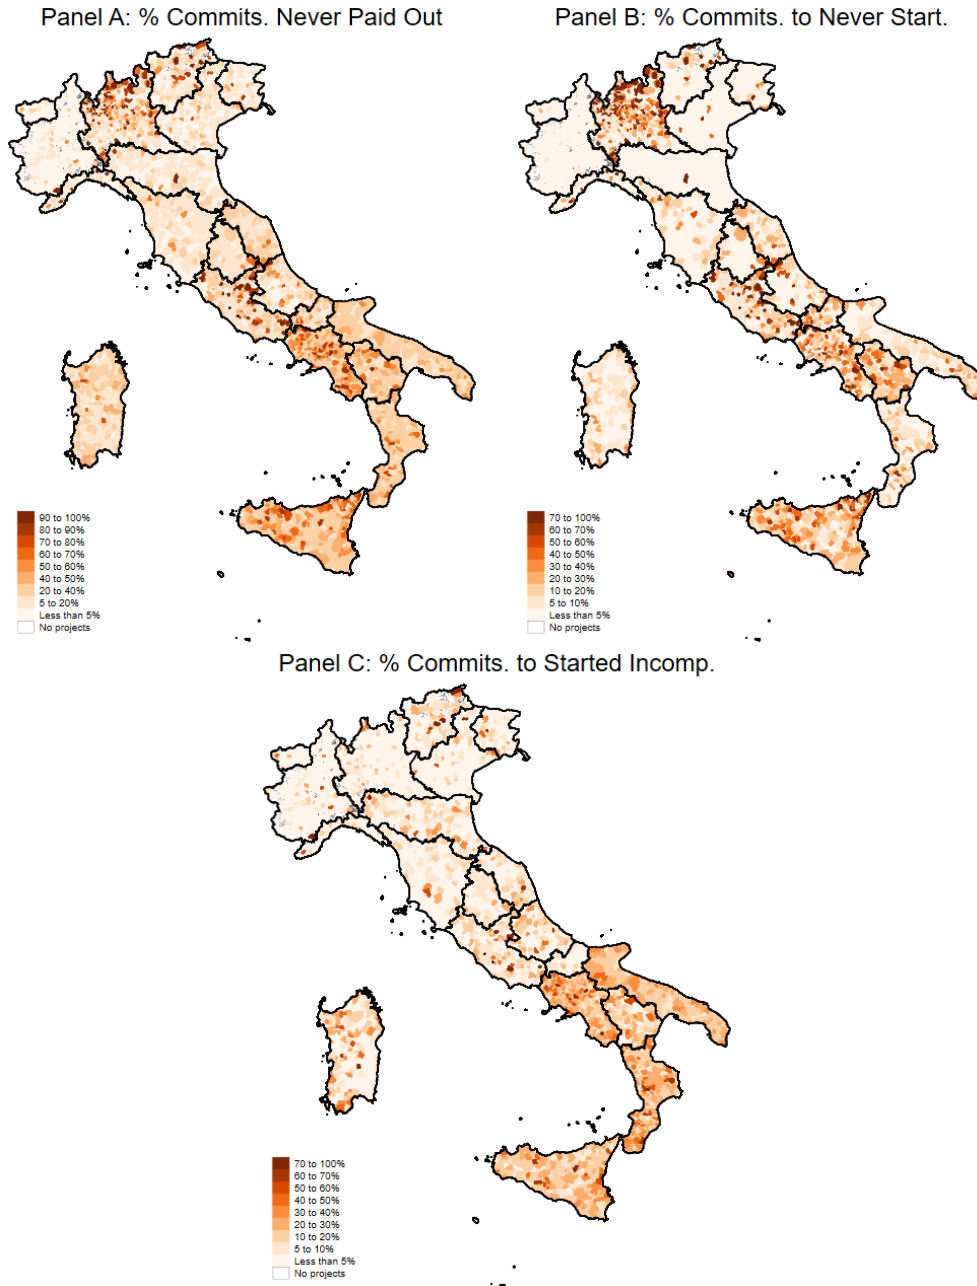 Panel A: % Commits. Never Paid Out
Panel B: % Commits. to Never Start.
90 to 100%
80 to 90%
70 to 80%
60 to 70%
50 to 60%
40 to 50%
20 to 40%
5 to 20%
Less than 5%
No projects
70 to 100%
60 to 70%
50 to 60%
40 to 50%
30 to 40%
20 to 30%
10 to 20%
5 to 10%
Less than 5%
No projects
Panel C: % Commits. to Started Incomp.
70 to 100%
60 to 70%
50 to 60%
40 to 50%
30 to 40%
20 to 30%
10 to 20%
5 to 10%
Less than 5%
No projects